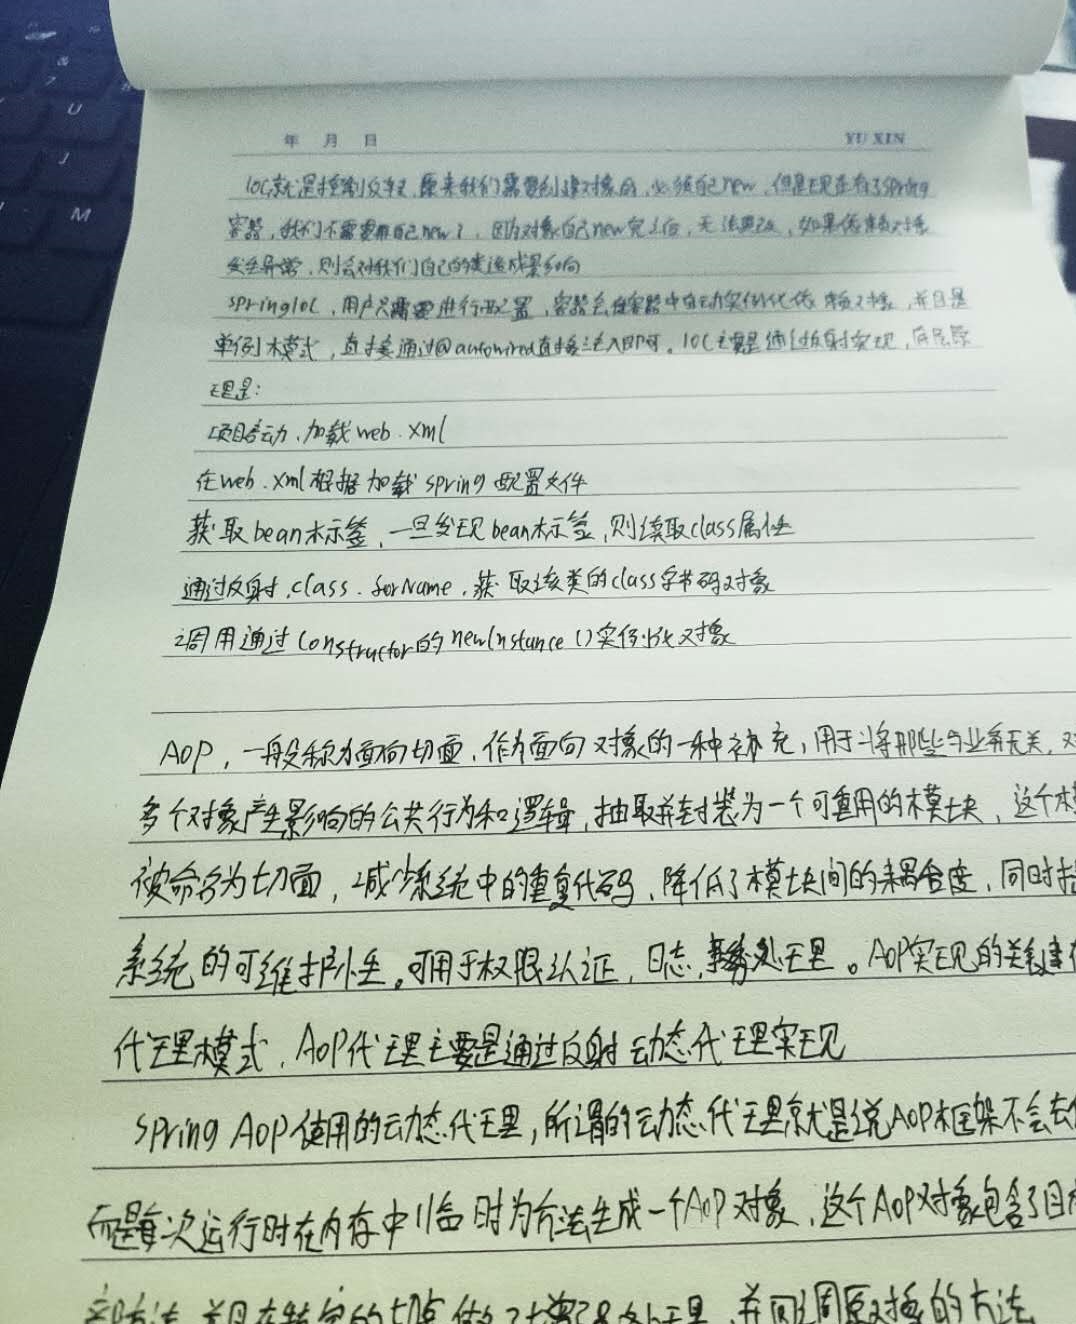 年 月 日 YU XIN
IOC就是控制反转，原来我们需要创建对象时，必须自己new，但是现在有了spring
容器，我们不需要再自己new了，因为对象自己new完之后，无法更改，如果依赖对象
发生异常，则会对我们自己的类造成影响
springIOC，用户只需要进行配置，容器会在容器中自动实例化依赖对象，并且是
单例模式，直接通过@autowired直接注入即可。IOC主要是通过反射实现，底层原
理是：
项目启动，加载web.xml
在web.xml根据加载spring配置文件
获取bean标签，一旦发现bean标签，则读取class属性
通过反射，class.forName，获取该类的class字节码对象
调用通过constructor的newInstance()实例化对象
AOP，一般称为面向切面，作为面向对象的一种补充，用于将那些与业务无关，对
多个对象产生影响的公共行为和逻辑，抽取并封装为一个可重用的模块，这个模
被命名为切面，减少系统中的重复代码，降低了模块间的耦合度，同时提
系统的可维护性。可用于权限认证，日志，事务处理。AOP实现的关键在
代理模式，AOP代理主要是通过反射动态代理实现
Spring AOP使用的动态代理，所谓的动态代理就是说AOP框架不会去
而是每次运行时在内存中临时为方法生成一个AOP对象，这个AOP对象包含了目
部方法，并且在特定的切点做了增强处理，并回调原对象的方法